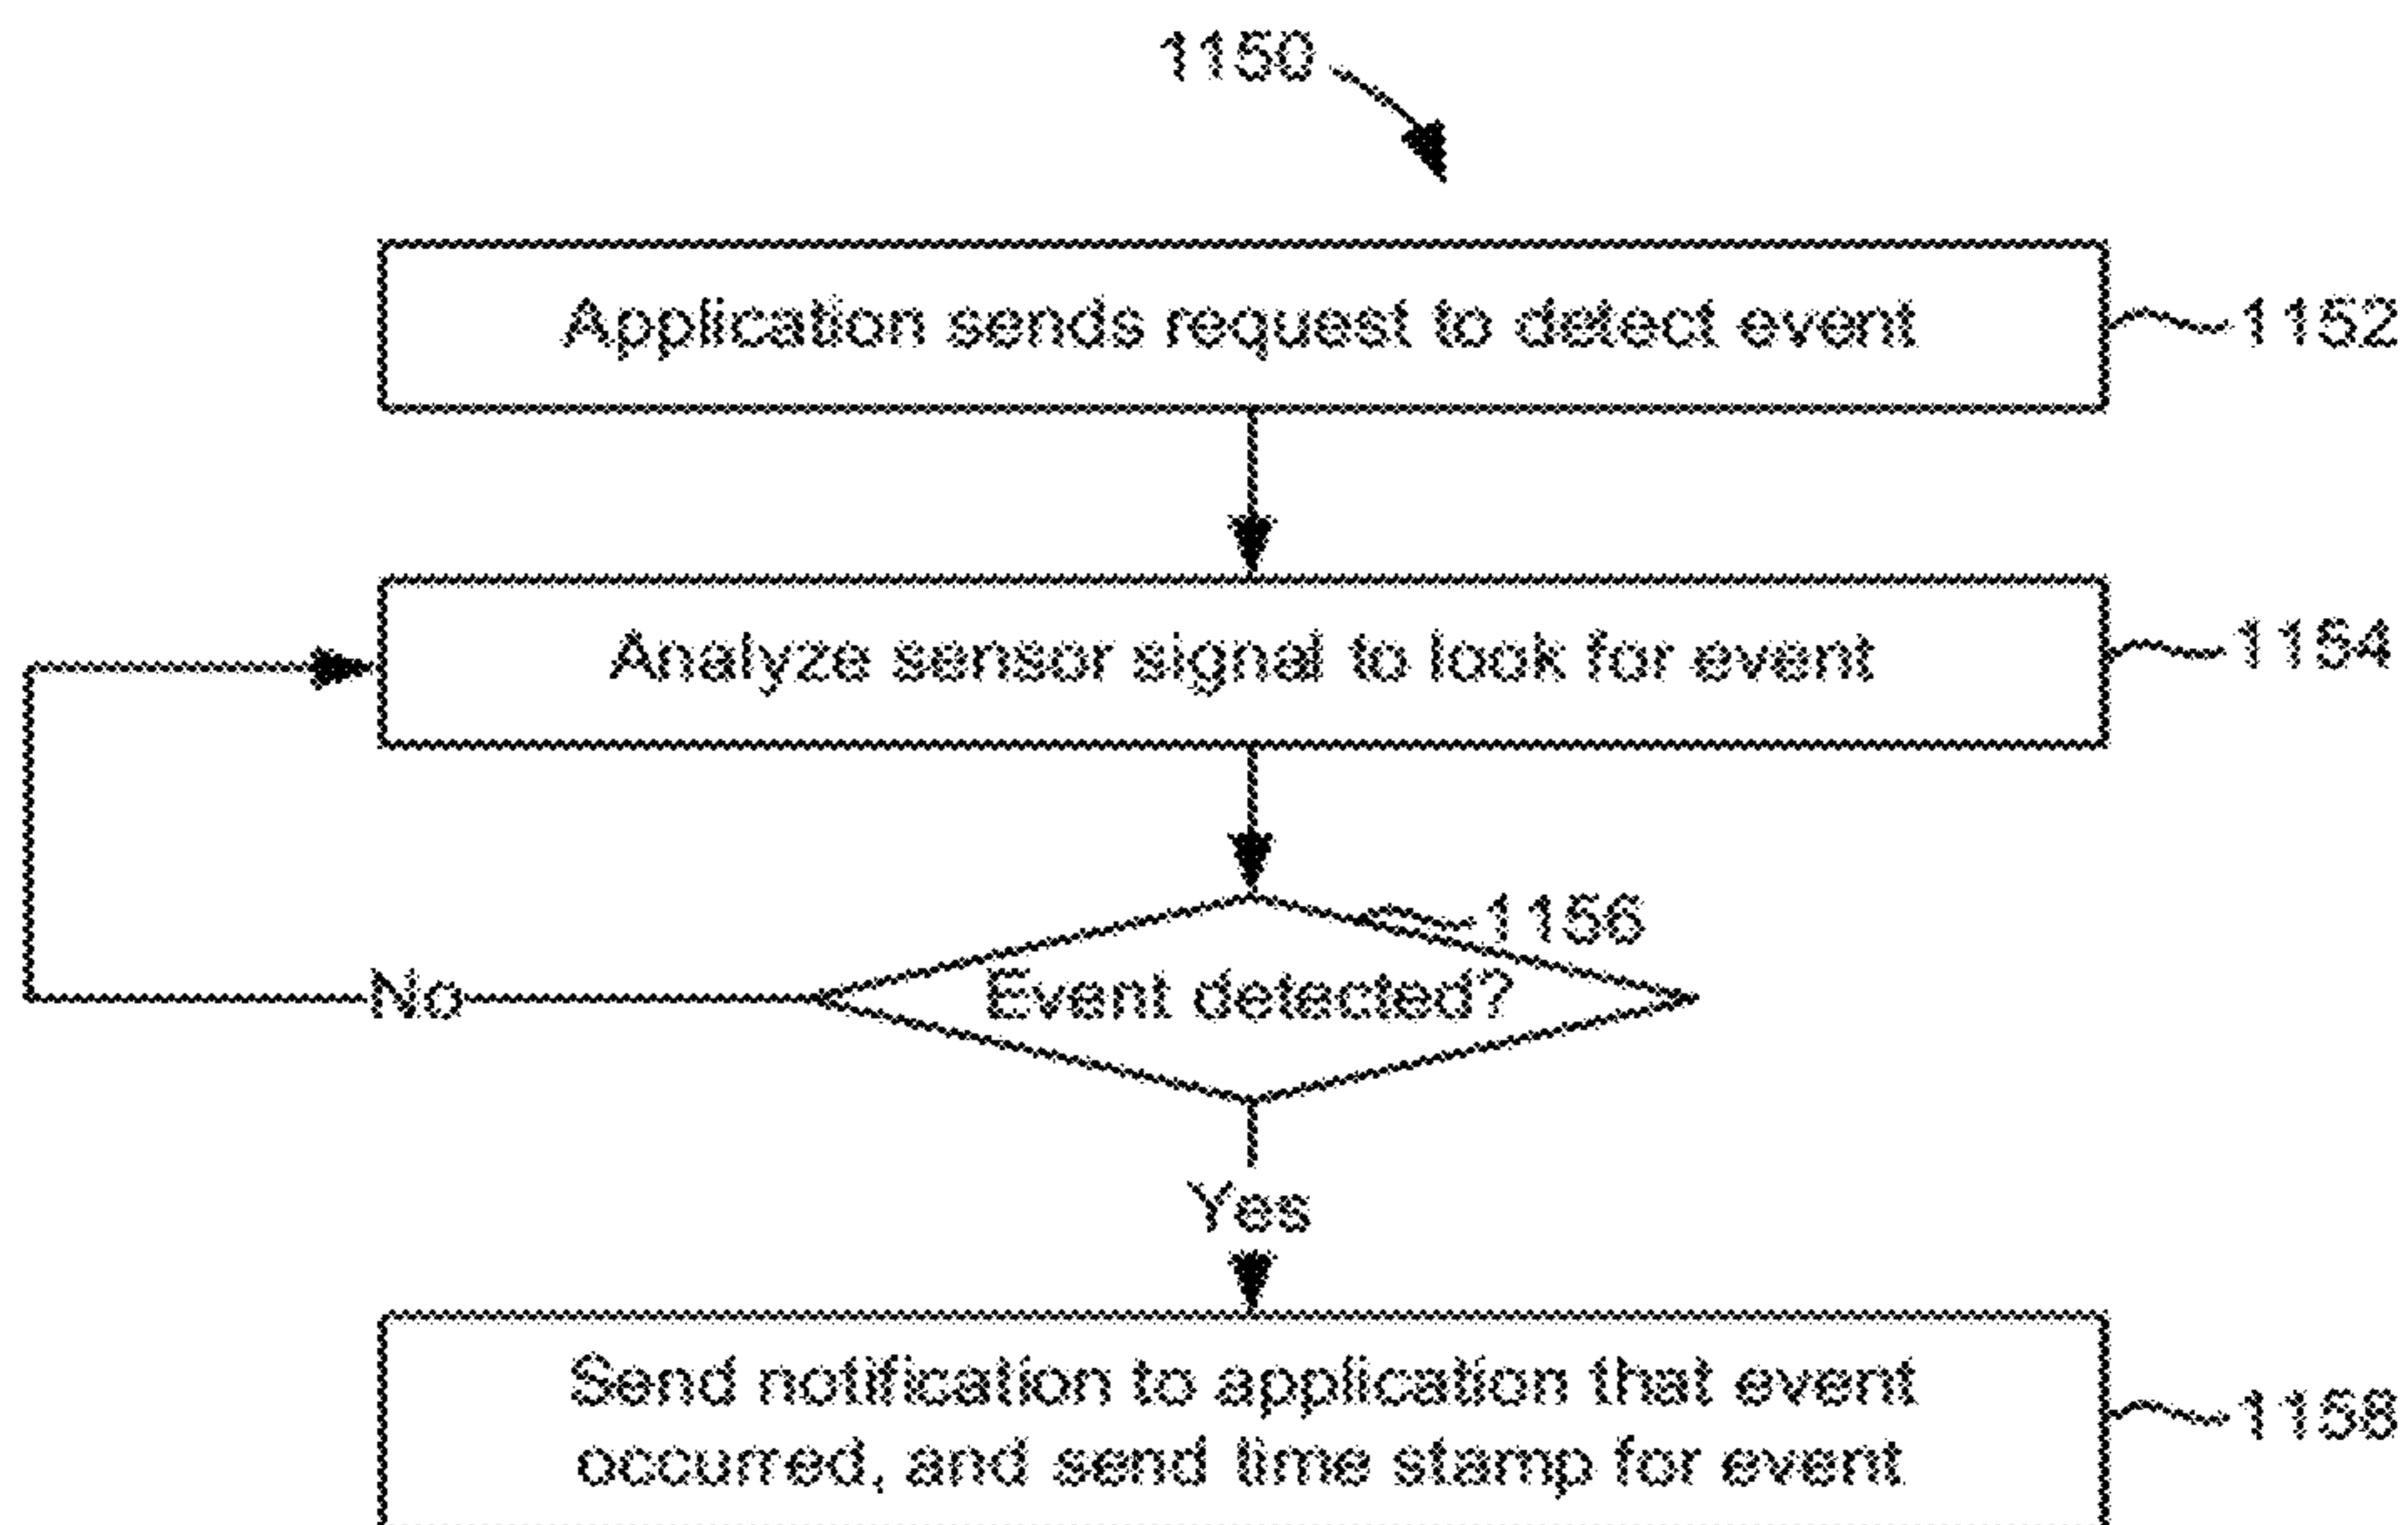 1150
Application sends request to detect event
1152
Analyze sensor signal to look for event
1154
1156
Event detected?
No
Yes
Send notification to application that event
occurred, and send time stamp for event
1158